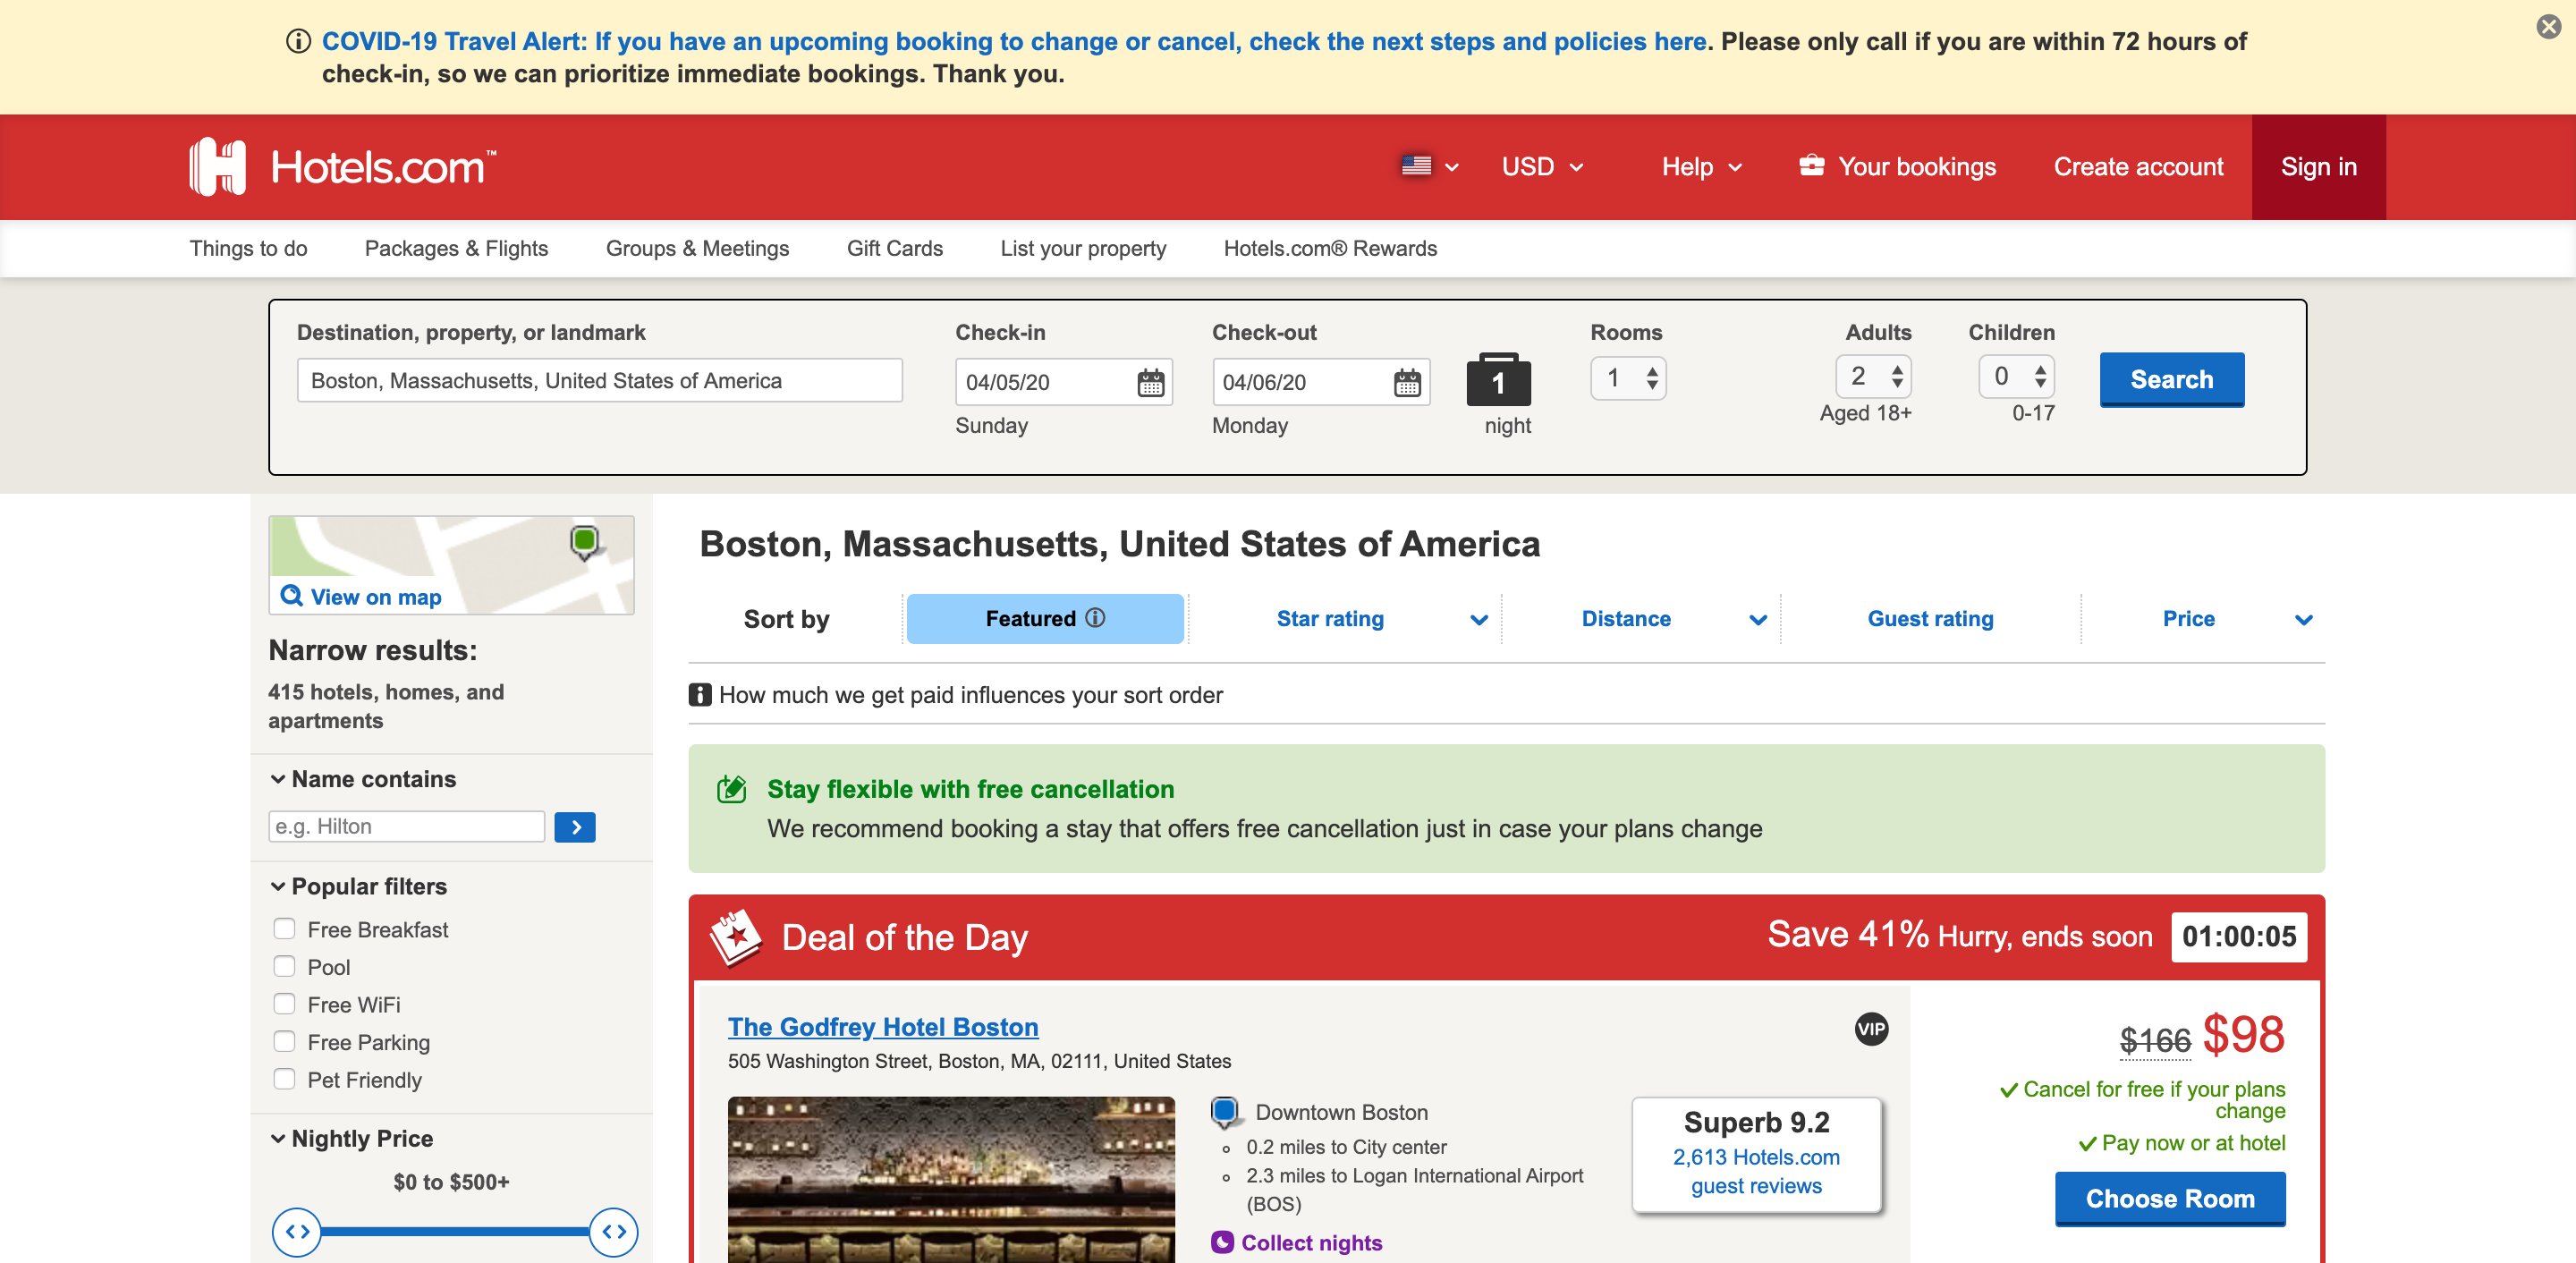 COVID-19 Travel Alert: If you have an upcoming booking to change or cancel, check the next steps and policies here. Please only call if you are within 72 hours of
check-in, so we can prioritize immediate bookings. Thank you.
Hotels.com™
USD
Help
Your bookings
Create account
Sign in
Things to do
Packages & Flights
Groups & Meetings
Gift Cards
List your property
Hotels.com® Rewards
Destination, property, or landmark
Check-in
Check-out
Rooms
Adults
Children
Boston, Massachusetts, United States of America
04/05/20
04/06/20
1
1
2
0
Search
Sunday
Monday
night
Aged 18+
0-17
View on map
Narrow results:
415 hotels, homes, and
apartments
Name contains
e.g. Hilton
Popular filters
Free Breakfast
Pool
Free WiFi
Free Parking
Pet Friendly
Nightly Price
$0 to $500+
Boston, Massachusetts, United States of America
Sort by
Featured
Star rating
Distance
Guest rating
Price
How much we get paid influences your sort order
Stay flexible with free cancellation
We recommend booking a stay that offers free cancellation just in case your plans change
Deal of the Day
Save 41% Hurry, ends soon
01:00:05
The Godfrey Hotel Boston
505 Washington Street, Boston, MA, 02111, United States
VIP
Downtown Boston
0.2 miles to City center
2.3 miles to Logan International Airport
(BOS)
Collect nights
Superb 9.2
2,613 Hotels.com
guest reviews
$166 $98
Cancel for free if your plans
change
Pay now or at hotel
Choose Room